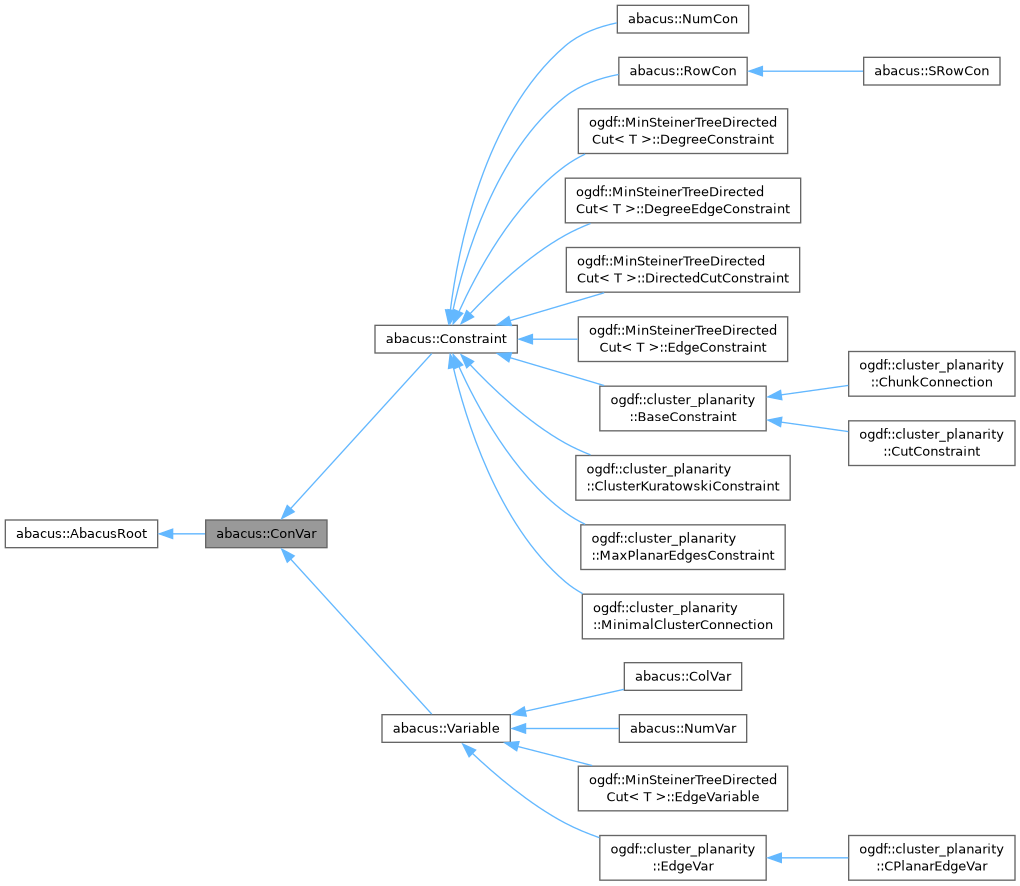 abacus::NumCon
abacus::RowCon
abacus::SRowCon
ogdf::MinSteinerTreeDirected
Cut< T >::DegreeConstraint
ogdf::MinSteinerTreeDirected
Cut< T >::DegreeEdgeConstraint
ogdf::MinSteinerTreeDirected
Cut< T >::DirectedCutConstraint
abacus::Constraint
ogdf::MinSteinerTreeDirected
Cut< T >::EdgeConstraint
ogdf::cluster_planarity
::BaseConstraint
ogdf::cluster_planarity
::ChunkConnection
ogdf::cluster_planarity
::CutConstraint
ogdf::cluster_planarity
::ClusterKuratowskiConstraint
abacus::AbacusRoot
abacus::ConVar
ogdf::cluster_planarity
::MaxPlanarEdgesConstraint
ogdf::cluster_planarity
::MinimalClusterConnection
abacus::ColVar
abacus::Variable
abacus::NumVar
ogdf::MinSteinerTreeDirected
Cut< T >::EdgeVariable
ogdf::cluster_planarity
::EdgeVar
ogdf::cluster_planarity
::CPlanarEdgeVar